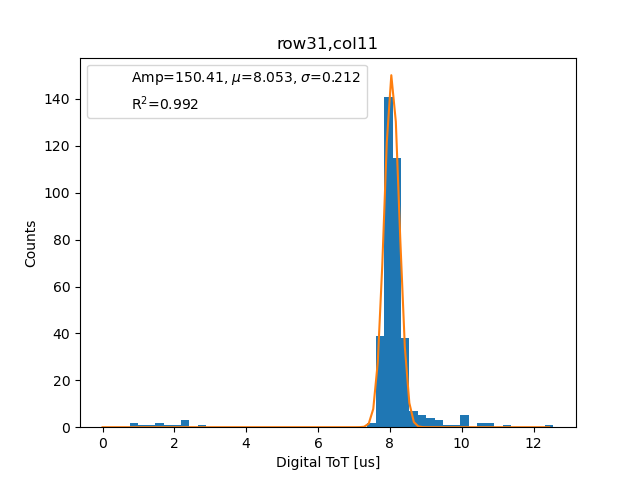 row31,col11
Amp=150.41, μ=8.053, σ=0.212
R²=0.992
140
120
100
80
60
40
20
0
Counts
0 2 4 6 8 10 12
Digital ToT [us]